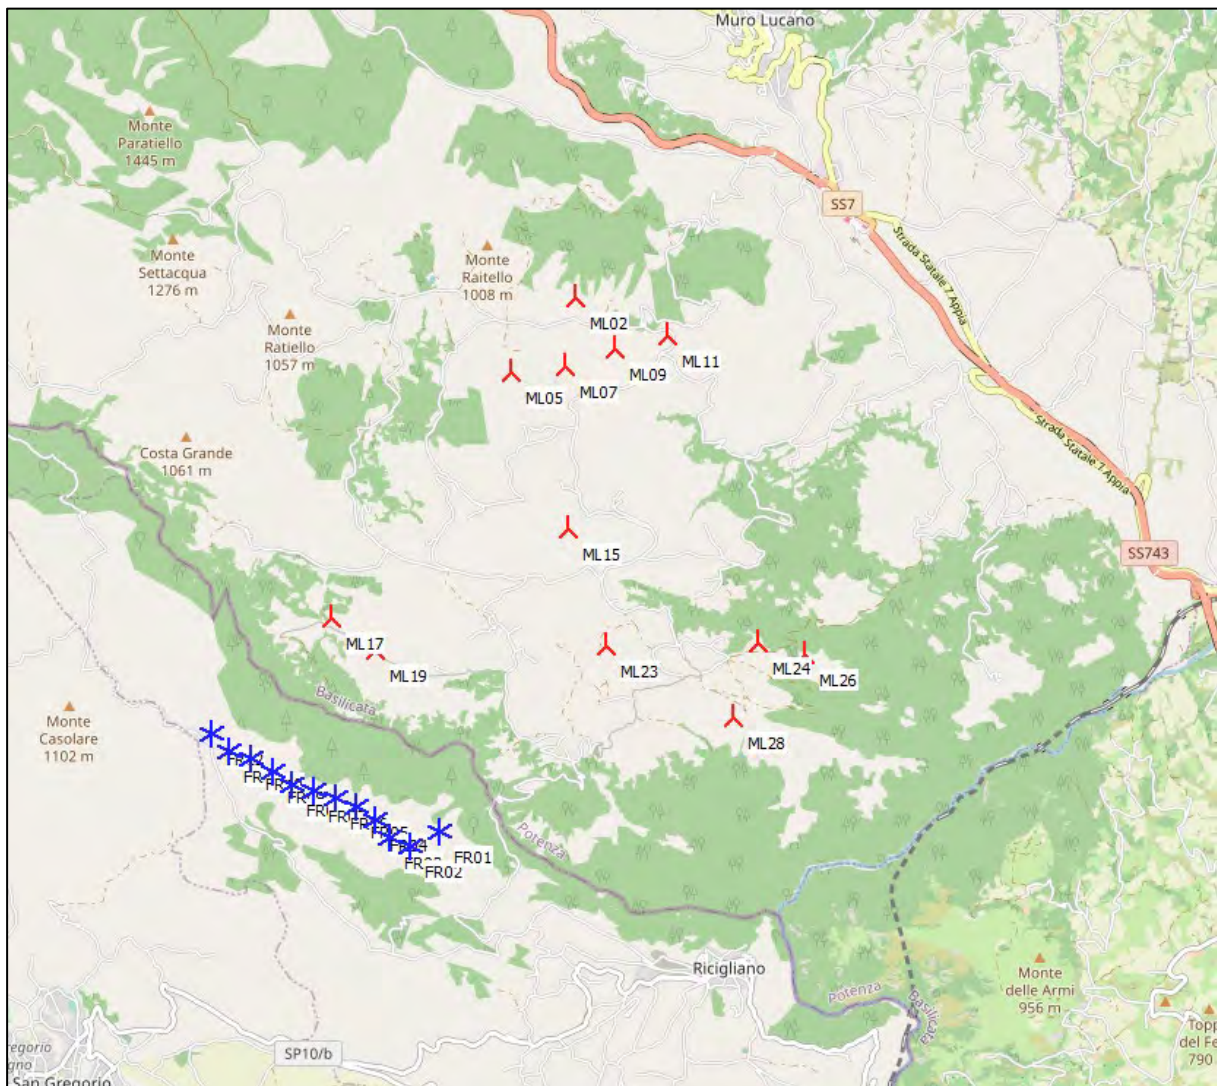 Muro Lucano
Monte
Paratiello
1445 m
SS7
Strada Statale 7 Appia
Monte
Settacqua
1276 m
Monte
Raitello
1008 m
Monte
Ratiello
1057 m
ML02
ML11
ML09
ML07
ML05
Strada Statale 7 Appia
Costa Grande
1061 m
ML15
SS743
ML17
ML19
ML23
ML24
ML26
Basilicata
Monte
Casolare
1102 m
ML28
Potenza
FR01
FR02
Ricigliano
Monte
delle Armi
956 m
Potenza
Basilicata
SP10/b
San Gregorio
del Fe
790